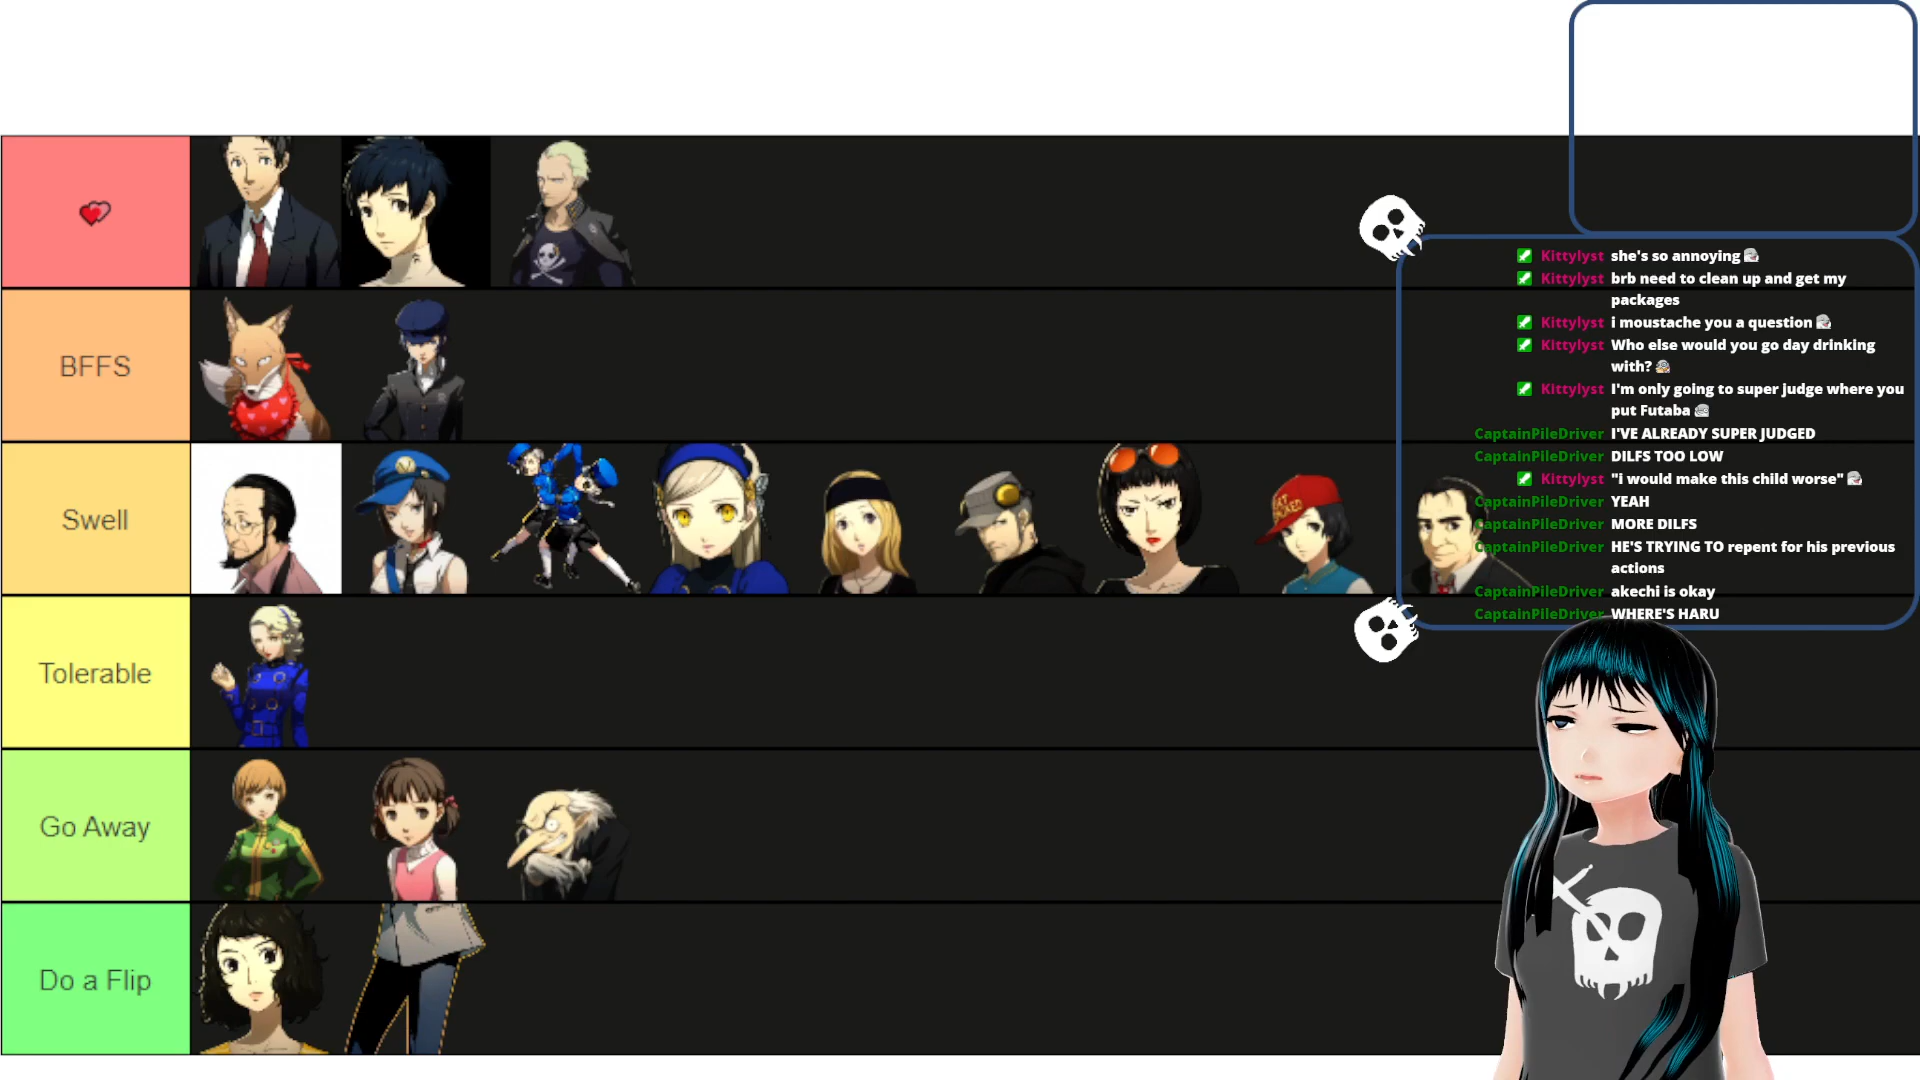 BFFS
Swell
Tolerable
Go Away
Do a Flip
Kittylyst she's so annoying
Kittylyst brb need to clean up and get my
packages
Kittylyst i moustache you a question
Kittylyst Who else would you go day drinking
with?
Kittylyst I'm only going to super judge where you
put Futaba
CaptainPileDriver I'VE ALREADY SUPER JUDGED
CaptainPileDriver DILFS TOO LOW
Kittylyst "i would make this child worse"
CaptainPileDriver YEAH
CaptainPileDriver MORE DILFS
CaptainPileDriver HE'S TRYING TO repent for his previous
actions
CaptainPileDriver akechi is okay
CaptainPileDriver WHERE'S HARU